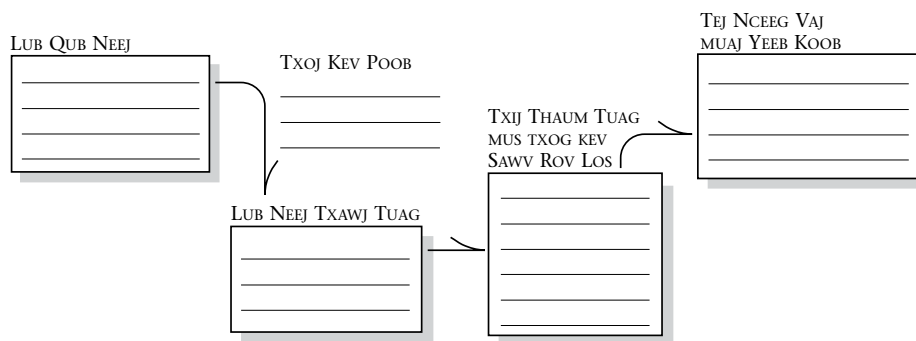 Lub Qub Neej
Txoj Kev Poob
Lub Neej Txawj Tuag
Txij Thaum Tuag
mus txog kev
Sawv Rov Los
Tej Nceeg Vaj
muaj Yeeb Koob